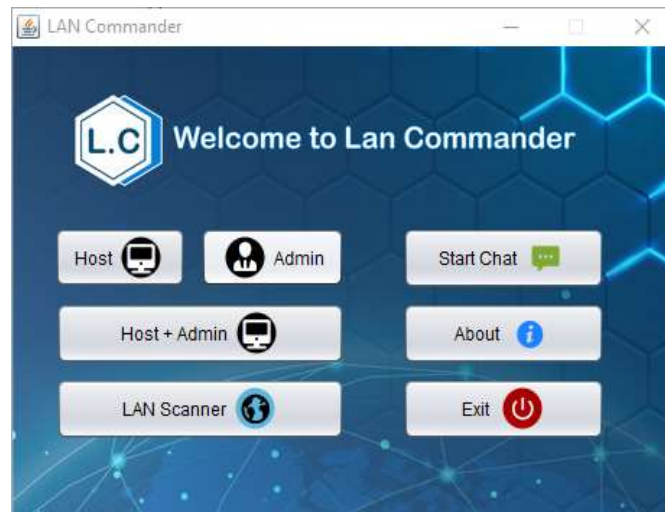 LAN Commander
L.C Welcome to Lan Commander
Host Admin Start Chat
Host + Admin About i
LAN Scanner Exit